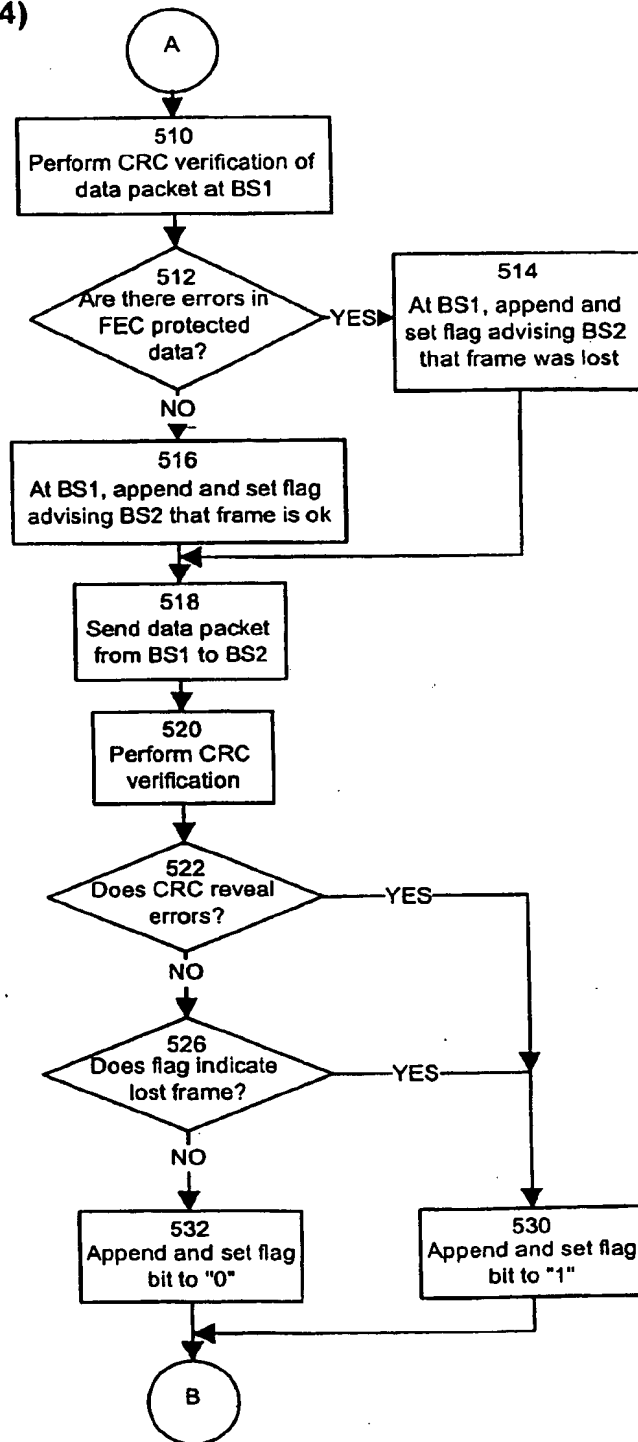 4)
A
510
Perform CRC verification of
data packet at BS1
512
Are there errors in
FEC protected
data?
YES
514
At BS1, append and
set flag advising BS2
that frame was lost
NO
516
At BS1, append and set flag
advising BS2 that frame is ok
518
Send data packet
from BS1 to BS2
520
Perform CRC
verification
522
Does CRC reveal
errors?
YES
NO
526
Does flag indicate
lost frame?
YES
NO
532
Append and set flag
bit to "0"
530
Append and set flag
bit to "1"
B